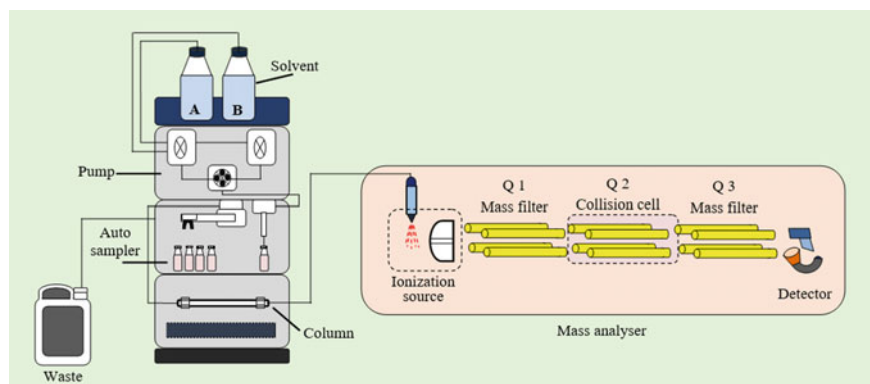 A
B
Solvent
Pump
Auto
sampler
Column
Waste
Q 1
Mass filter
Q 2
Collision cell
Q 3
Mass filter
Ionization
source
Detector
Mass analyser